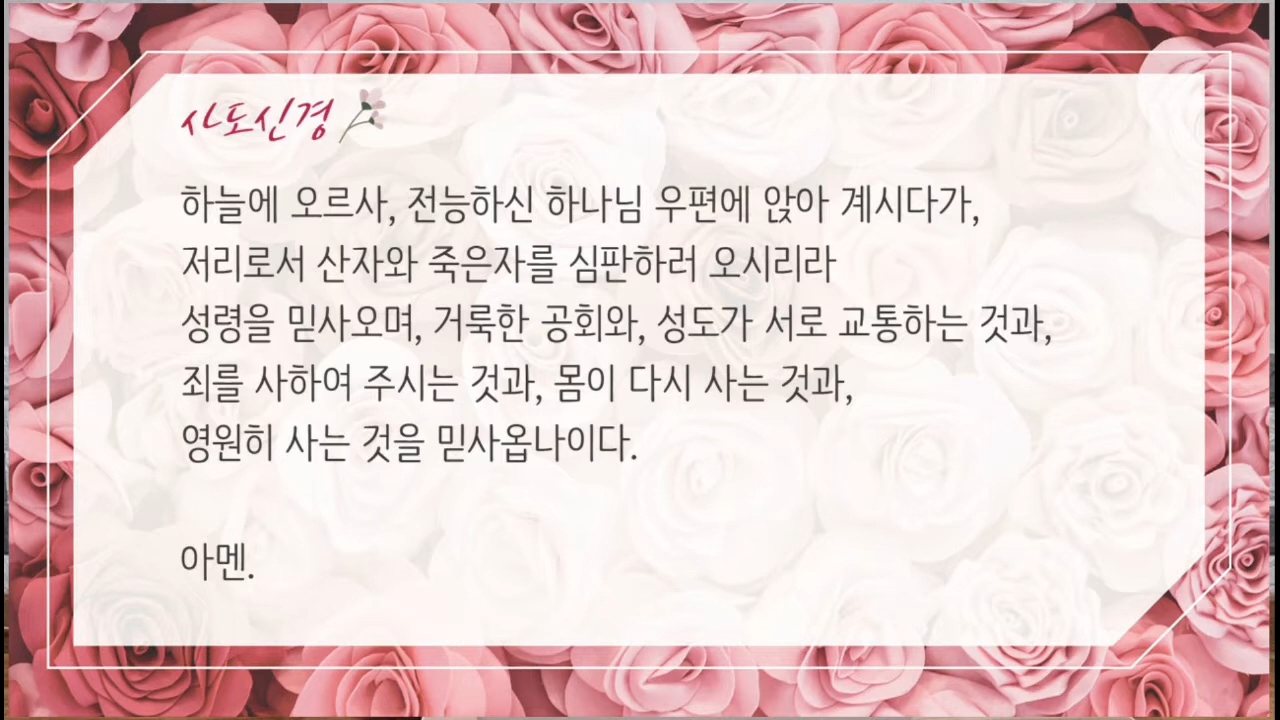 사도신경
하늘에 오르사, 전능하신 하나님 우편에 앉아 계시다가,
저리로서 산자와 죽은자를 심판하러 오시리라
성령을 믿사오며, 거룩한 공회와, 성도가 서로 교통하는 것과,
죄를 사하여 주시는 것과, 몸이 다시 사는 것과,
영원히 사는 것을 믿사옵나이다.
아멘.